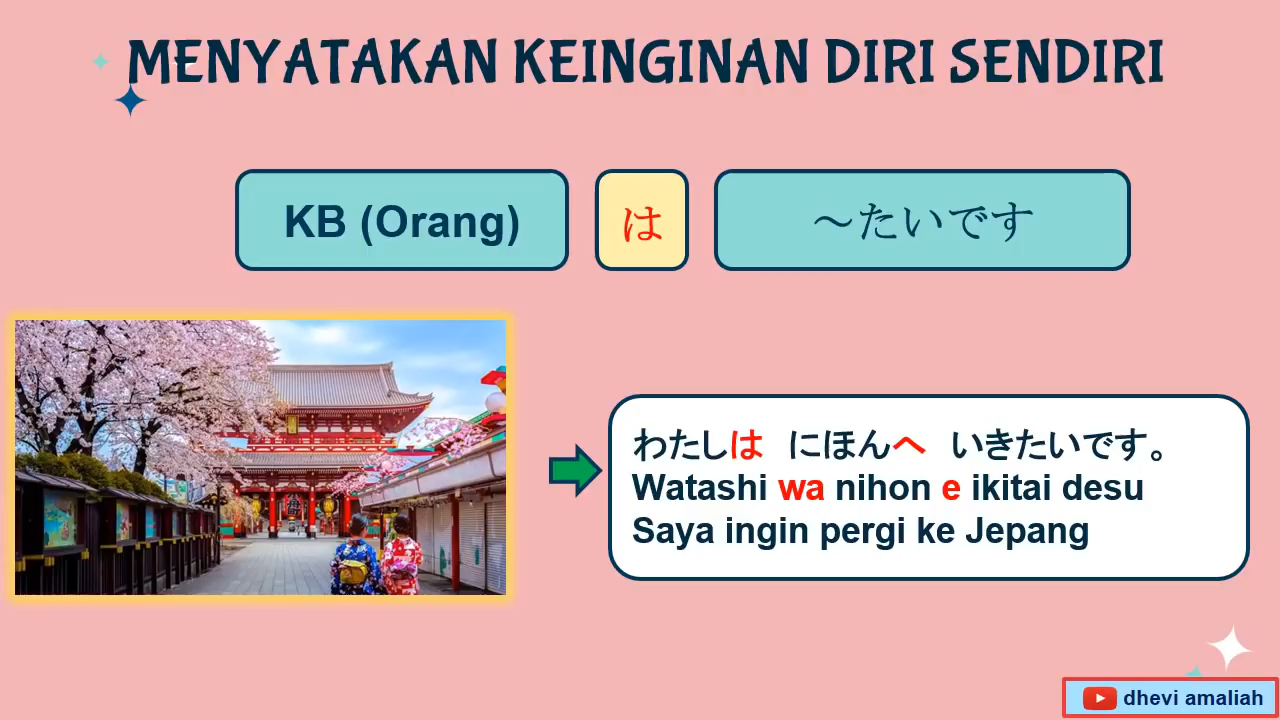 MENYATAKAN KEINGINAN DIRI SENDIRI
KB (Orang) は ～たいです
わたしは にほんへ いきたいです。
Watashi wa nihon e ikitai desu
Saya ingin pergi ke Jepang
dhevi amaliah